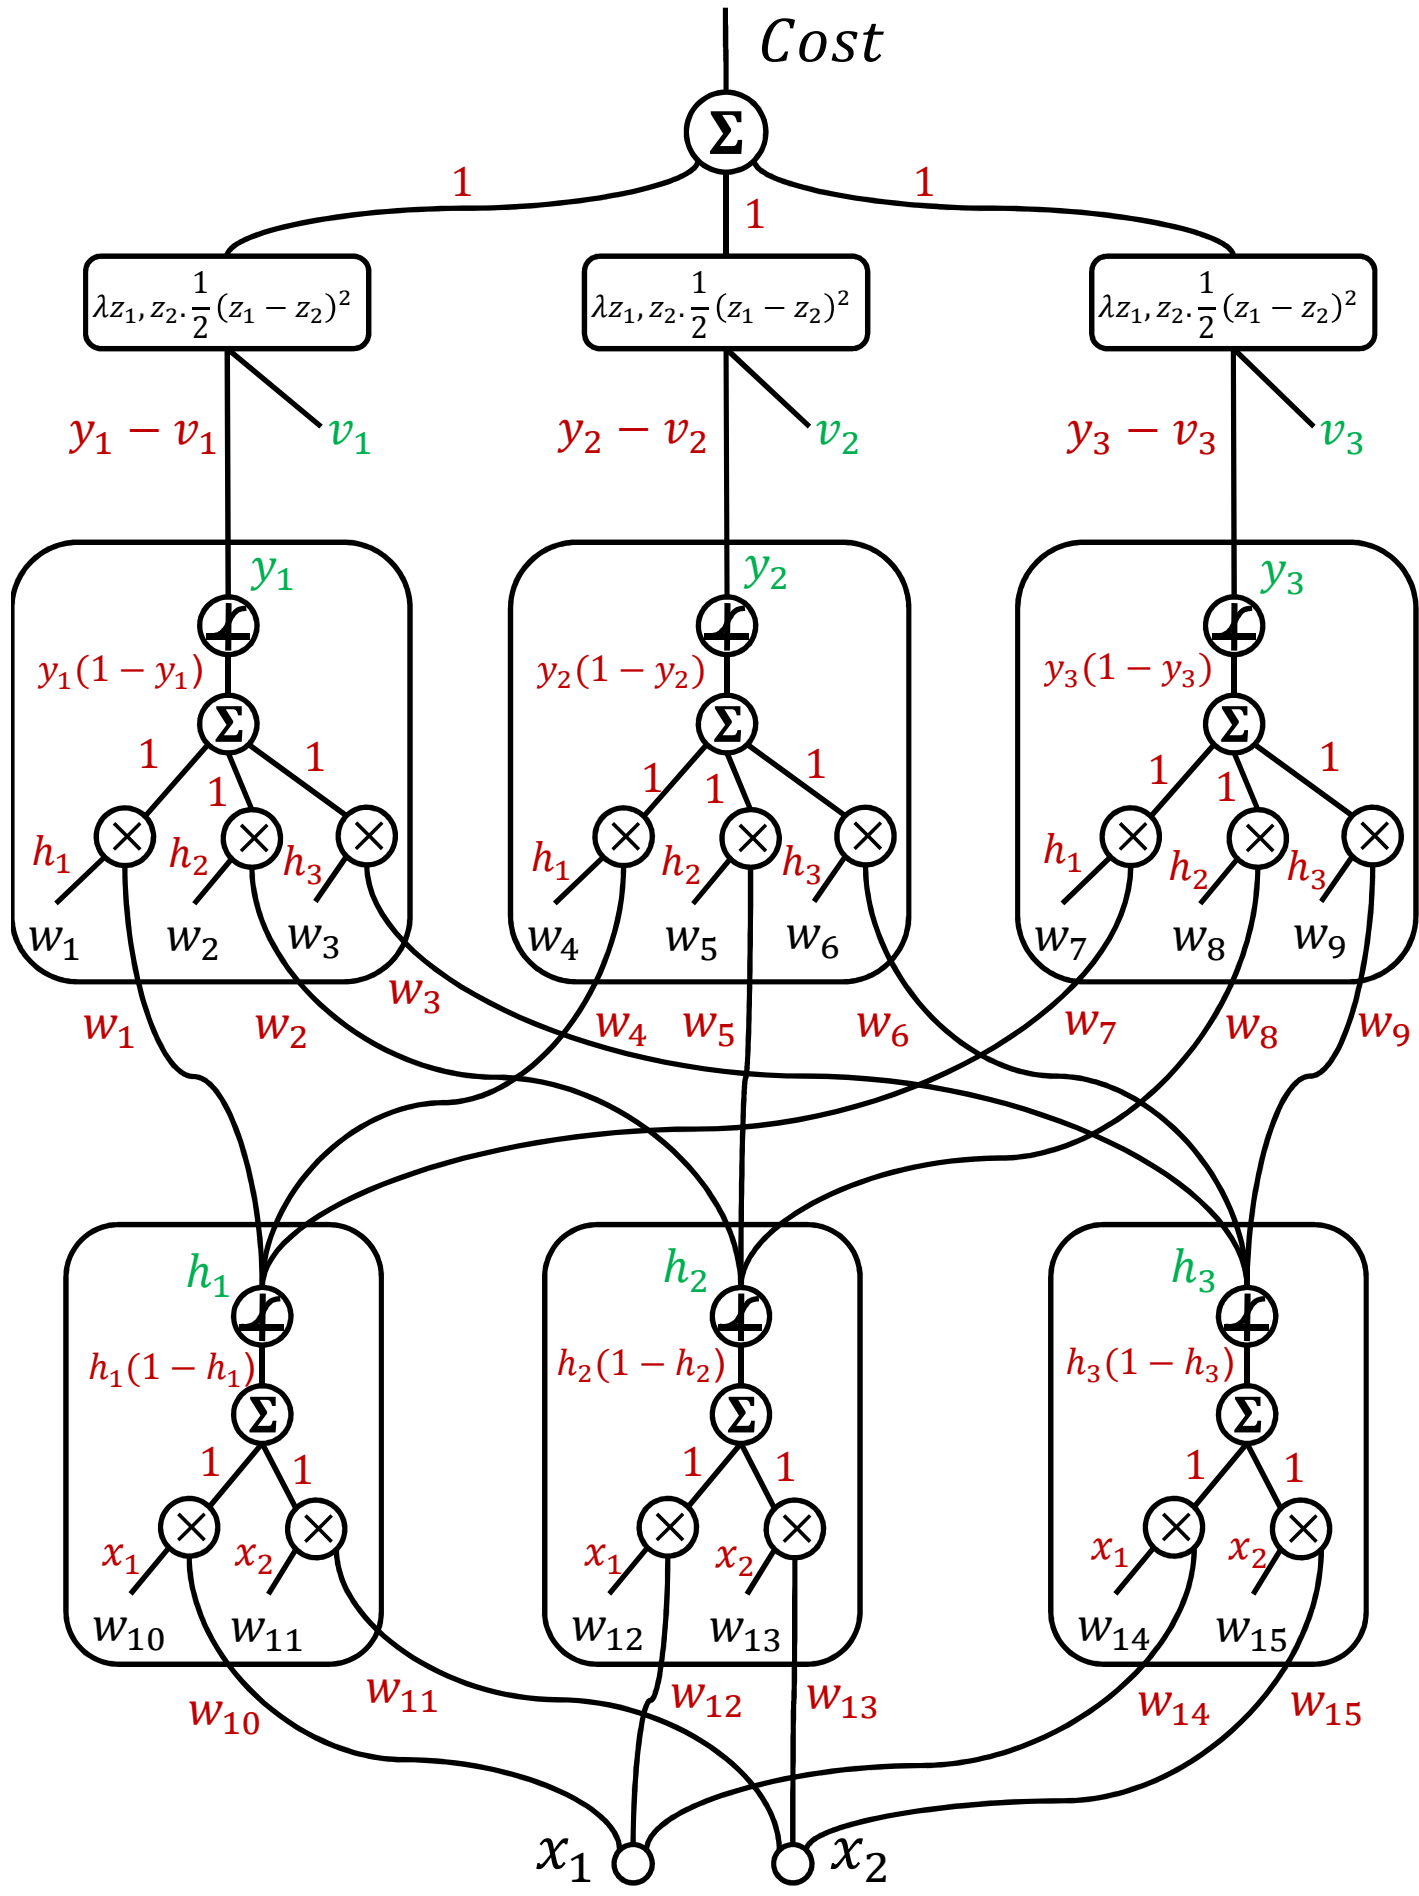 Cost
Σ
1 1 1
λz₁, z₂. 1/2 (z₁ − z₂)² λz₁, z₂. 1/2 (z₁ − z₂)² λz₁, z₂. 1/2 (z₁ − z₂)²
y₁ − v₁ v₁ y₂ − v₂ v₂ y₃ − v₃ v₃
y₁ y₂ y₃
y₁(1 − y₁) y₂(1 − y₂) y₃(1 − y₃)
Σ Σ Σ
1 1 1 1 1 1 1 1 1
× × × × × × × × ×
h₁ h₂ h₃ h₁ h₂ h₃ h₁ h₂ h₃
w₁ w₂ w₃ w₄ w₅ w₆ w₇ w₈ w₉
w₁ w₂ w₃ w₄ w₅ w₆ w₇ w₈ w₉
h₁ h₂ h₃
h₁(1 − h₁) h₂(1 − h₂) h₃(1 − h₃)
Σ Σ Σ
1 1 1 1 1 1
× × × × × ×
x₁ x₂ x₁ x₂ x₁ x₂
w₁₀ w₁₁ w₁₂ w₁₃ w₁₄ w₁₅
w₁₀ w₁₁ w₁₂ w₁₃ w₁₄ w₁₅
x₁ x₂